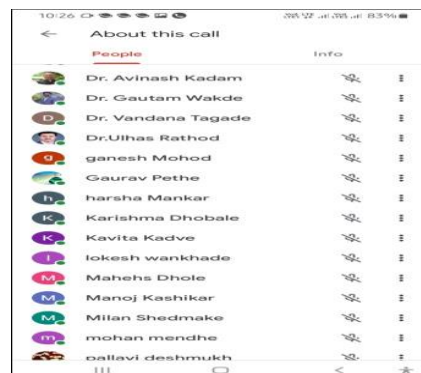 10:26 83%
← About this call
People Info
Dr. Avinash Kadam
Dr. Gautam Wakde
D Dr. Vandana Tagade
Dr.Ulhas Rathod
g ganesh Mohod
Gaurav Pethe
h harsha Mankar
K Karishma Dhobale
K Kavita Kadve
l lokesh wankhade
M Mahehs Dhole
M Manoj Kashikar
M Milan Shedmake
m mohan mendhe
pallavi deshmukh